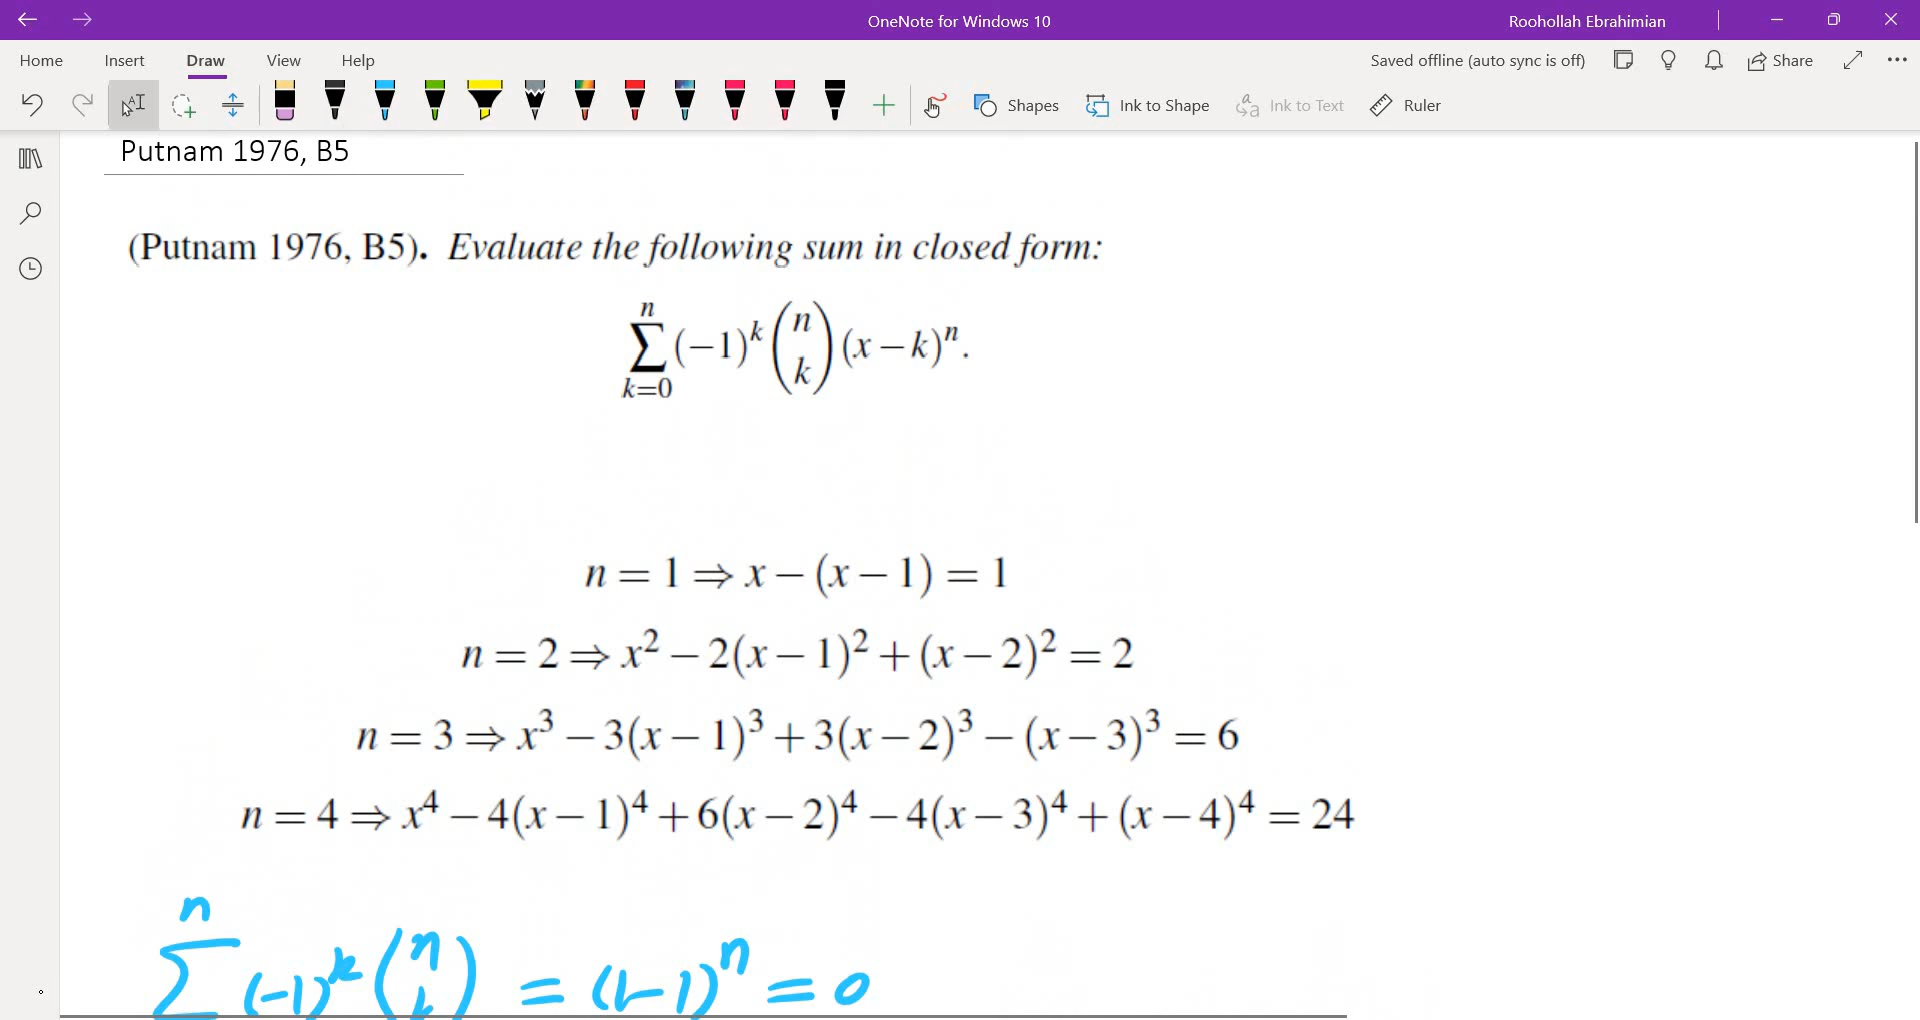 OneNote for Windows 10
Roohollah Ebrahimian
Home Insert Draw View Help
Saved offline (auto sync is off) Share
Shapes Ink to Shape Ink to Text Ruler
Putnam 1976, B5
(Putnam 1976, B5). Evaluate the following sum in closed form:
\sum_{k=0}^{n} (-1)^k \binom{n}{k} (x-k)^n.
n = 1 ⇒ x − (x − 1) = 1
n = 2 ⇒ x² − 2(x − 1)² + (x − 2)² = 2
n = 3 ⇒ x³ − 3(x − 1)³ + 3(x − 2)³ − (x − 3)³ = 6
n = 4 ⇒ x⁴ − 4(x − 1)⁴ + 6(x − 2)⁴ − 4(x − 3)⁴ + (x − 4)⁴ = 24
\sum^{n} (-1)^k \binom{n}{k} = (1-1)^n = 0